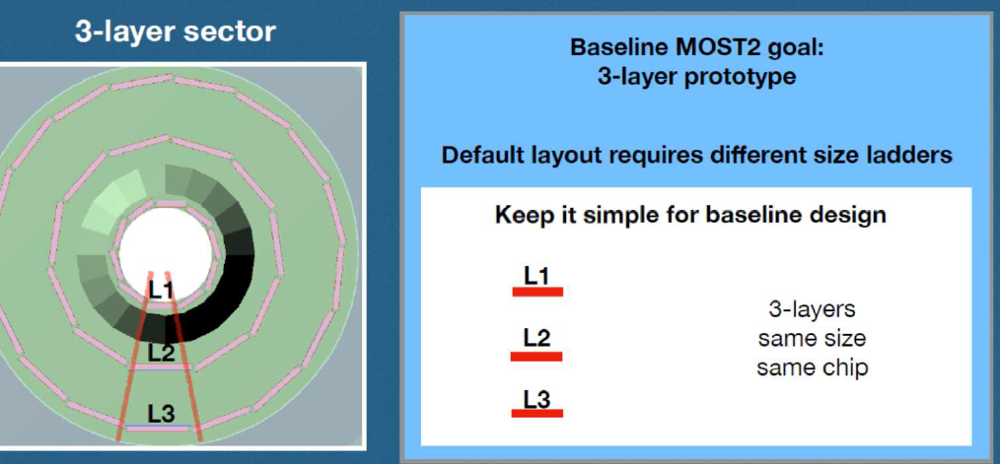 3-layer sector
L1
L2
L3
Baseline MOST2 goal:
3-layer prototype
Default layout requires different size ladders
Keep it simple for baseline design
L1
L2
L3
3-layers
same size
same chip